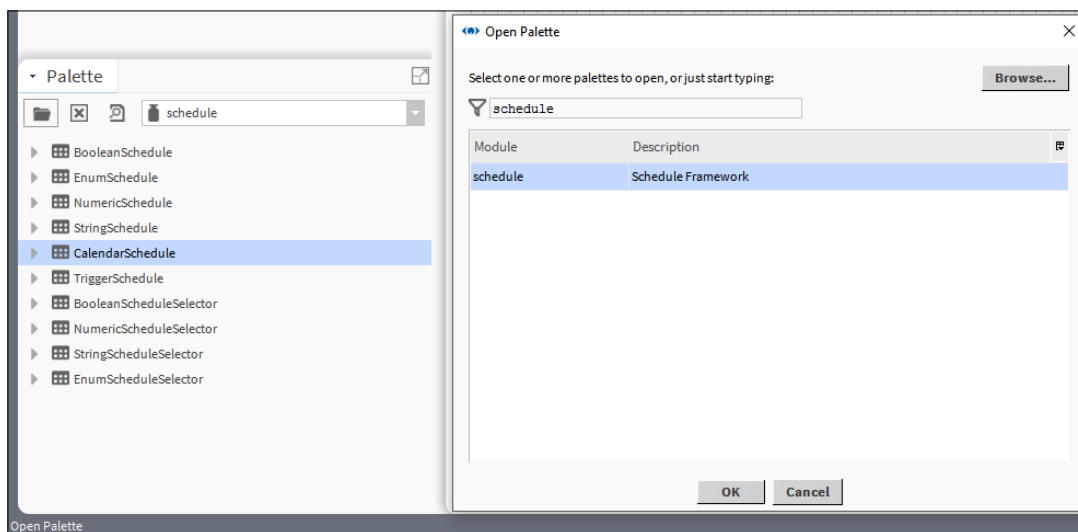 Palette
schedule
BooleanSchedule
EnumSchedule
NumericSchedule
StringSchedule
CalendarSchedule
TriggerSchedule
BooleanScheduleSelector
NumericScheduleSelector
StringScheduleSelector
EnumScheduleSelector
Open Palette
Open Palette
Select one or more palettes to open, or just start typing:
Browse...
schedule
Module Description
schedule Schedule Framework
OK Cancel